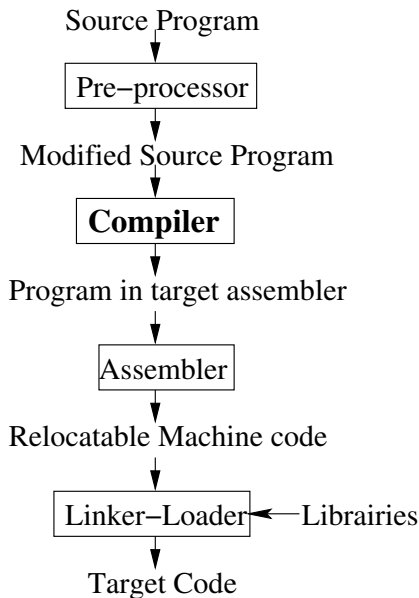 Source Program
Pre-processor
Modified Source Program
Compiler
Program in target assembler
Assembler
Relocatable Machine code
Linker-Loader
Librairies
Target Code